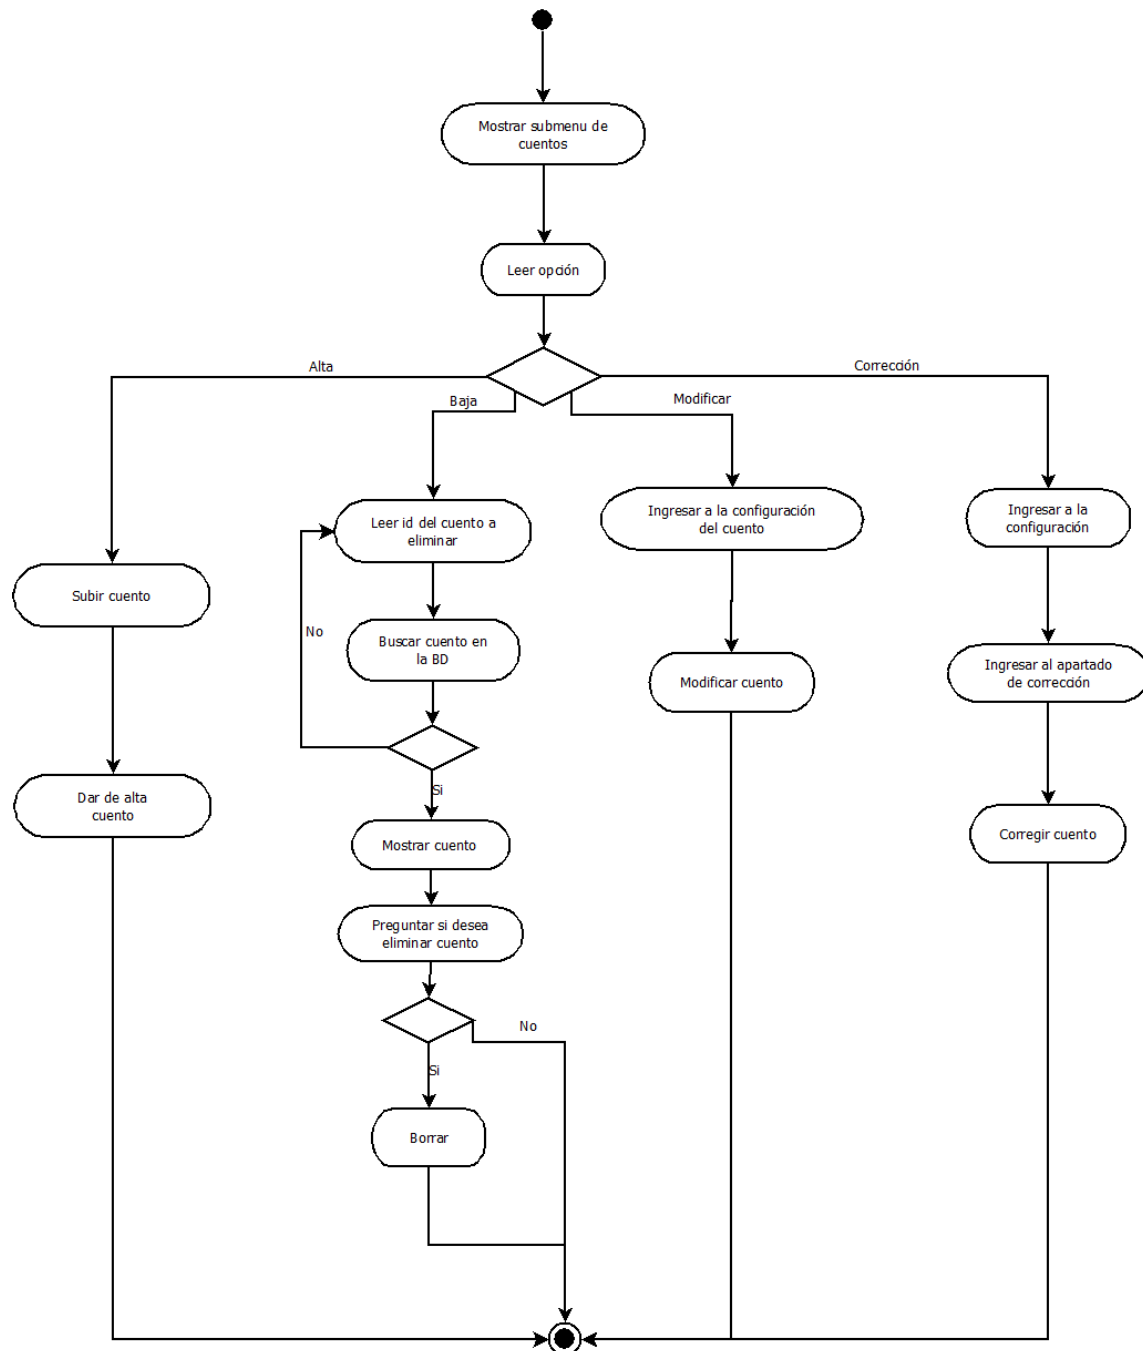 Mostrar submenu de
cuentos
Leer opción
Alta
Corrección
Baja
Modificar
Leer id del cuento a
eliminar
Ingresar a la configuración
del cuento
Ingresar a la
configuración
Subir cuento
No
Buscar cuento en
la BD
Modificar cuento
Ingresar al apartado
de corrección
Si
Dar de alta
cuento
Mostrar cuento
Corregir cuento
Preguntar si desea
eliminar cuento
No
Si
Borrar